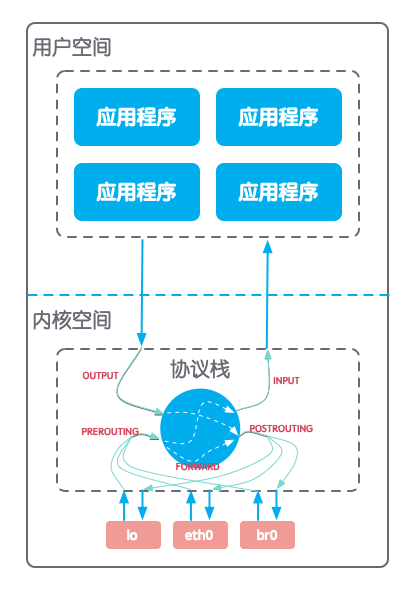 用户空间
应用程序
应用程序
应用程序
应用程序
内核空间
协议栈
OUTPUT
INPUT
PREROUTING
POSTROUTING
FORWARD
lo
eth0
br0